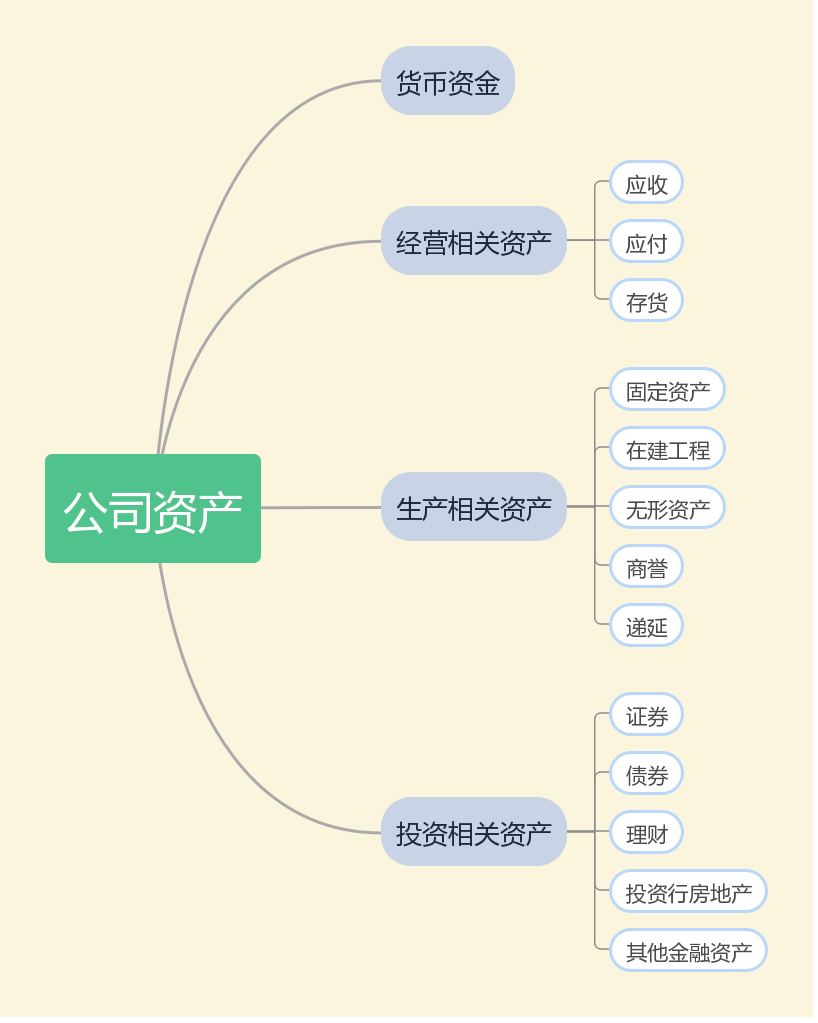 公司资产
货币资金
经营相关资产
应收
应付
存货
生产相关资产
固定资产
在建工程
无形资产
商誉
递延
投资相关资产
证券
债券
理财
投资行房地产
其他金融资产